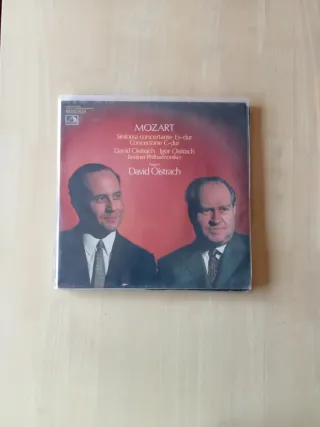 MOZART
Sinfonia concertante Es-dur
Concertone C-dur
David Oistrach · Igor Oistrach
Berliner Philharmoniker
David Oistrach